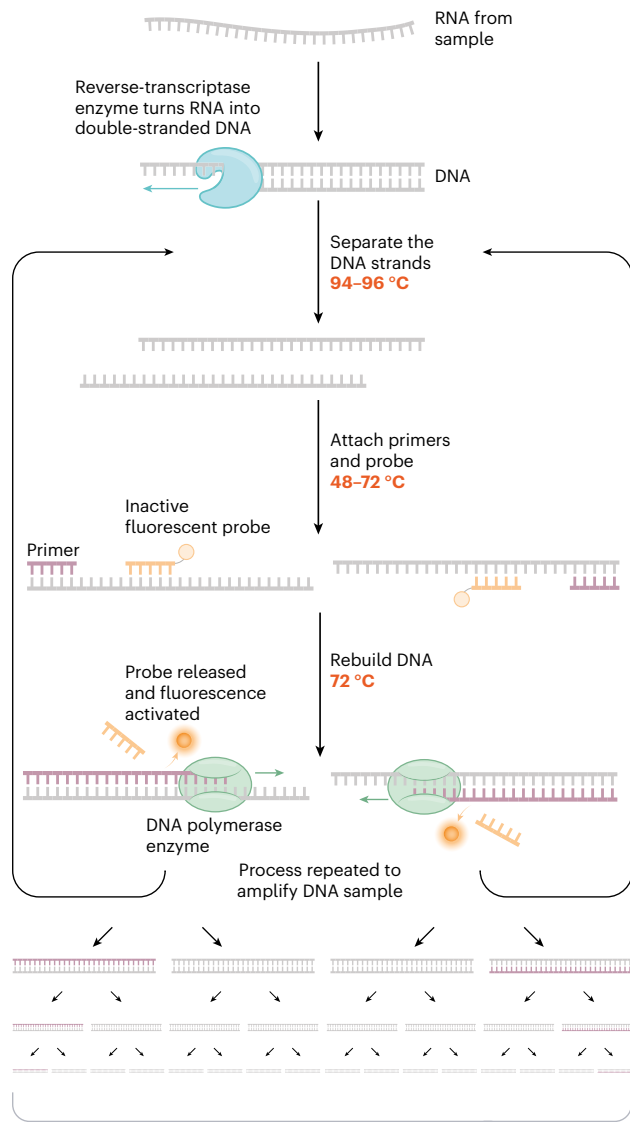 RNA from
sample
Reverse-transcriptase
enzyme turns RNA into
double-stranded DNA
DNA
Separate the
DNA strands
94–96 °C
Attach primers
and probe
48–72 °C
Inactive
fluorescent probe
Primer
Rebuild DNA
72 °C
Probe released
and fluorescence
activated
DNA polymerase
enzyme
Process repeated to
amplify DNA sample